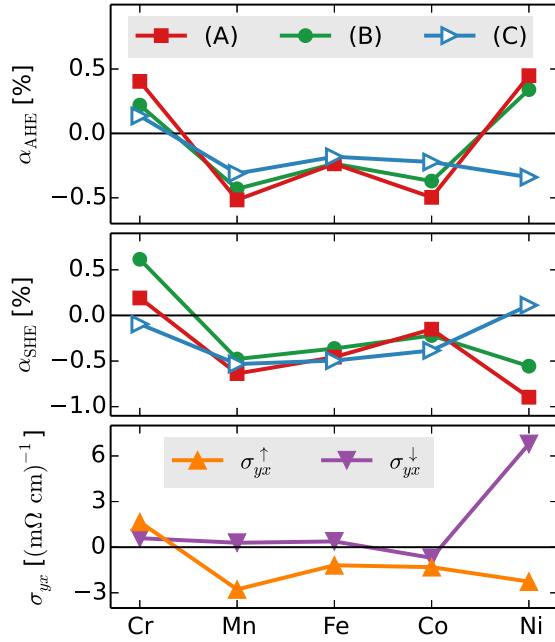 (A) (B) (C)
α_AHE [%]
0.5
0.0
−0.5
α_SHE [%]
0.5
0.0
−0.5
−1.0
σ_yx^↑ σ_yx^↓
σ_yx [(mΩ cm)^−1]
6
3
0
−3
Cr Mn Fe Co Ni